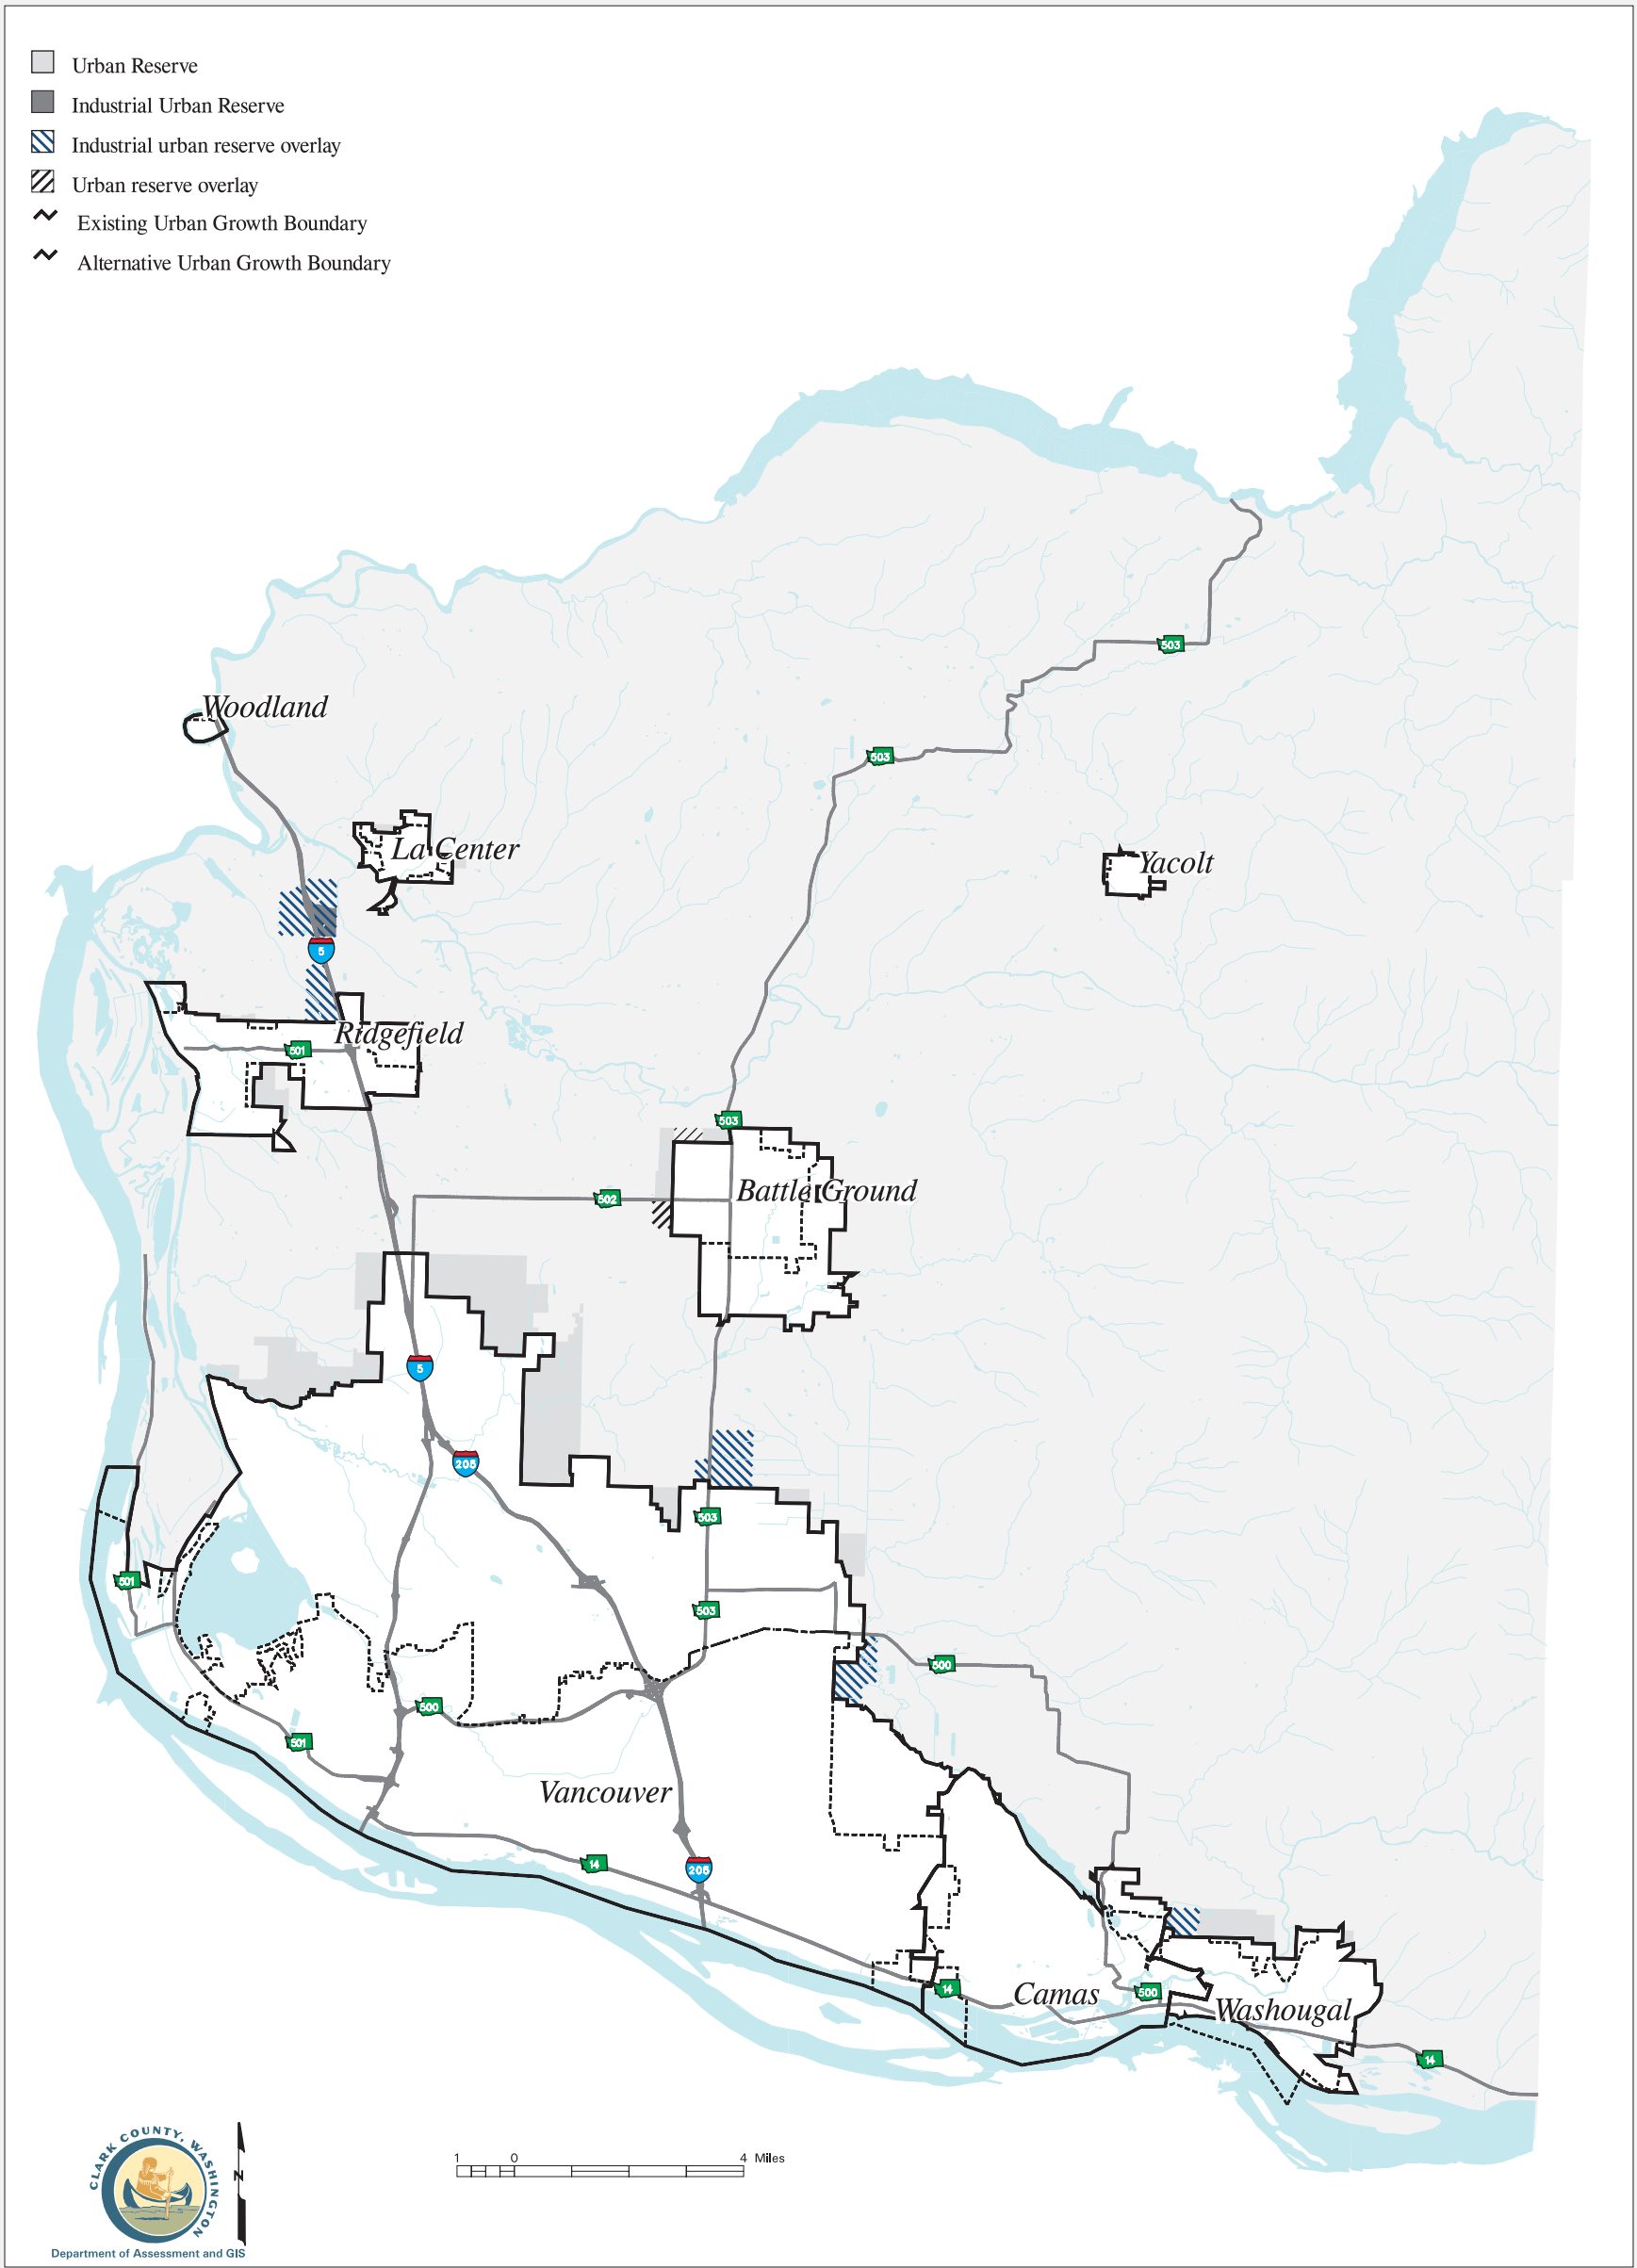 Urban Reserve
Industrial Urban Reserve
Industrial urban reserve overlay
Urban reserve overlay
Existing Urban Growth Boundary
Alternative Urban Growth Boundary
503
Woodland
503
La Center
Yacolt
5
Ridgefield
501
503
Battle Ground
502
5
205
503
501
503
500
500
501
Vancouver
14
205
14
Camas
500
Washougal
14
CLARK COUNTY, WASHINGTON
N
1 0 4 Miles
Department of Assessment and GIS